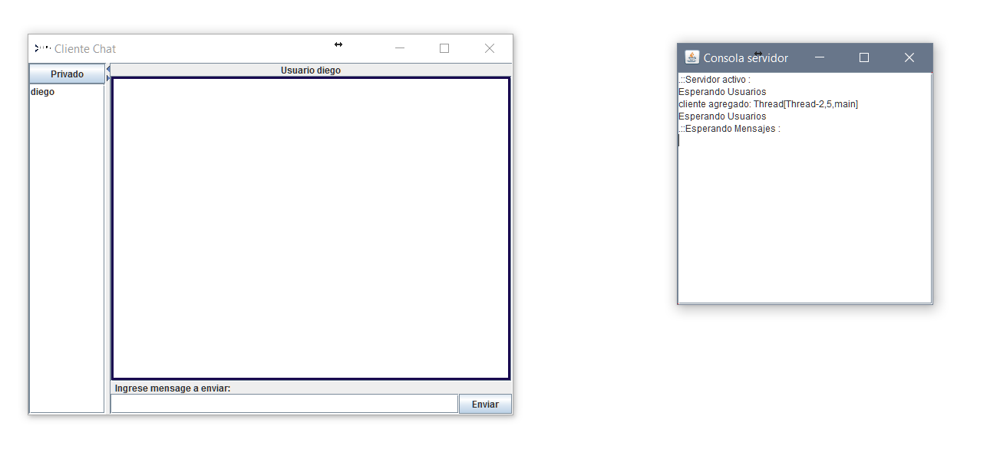 Cliente Chat
Privado
Usuario diego
diego
Ingrese mensage a enviar:
Enviar
Consola servidor
.::Servidor activo :
Esperando Usuarios
cliente agregado: Thread[Thread-2,5,main]
Esperando Usuarios
.::Esperando Mensajes :